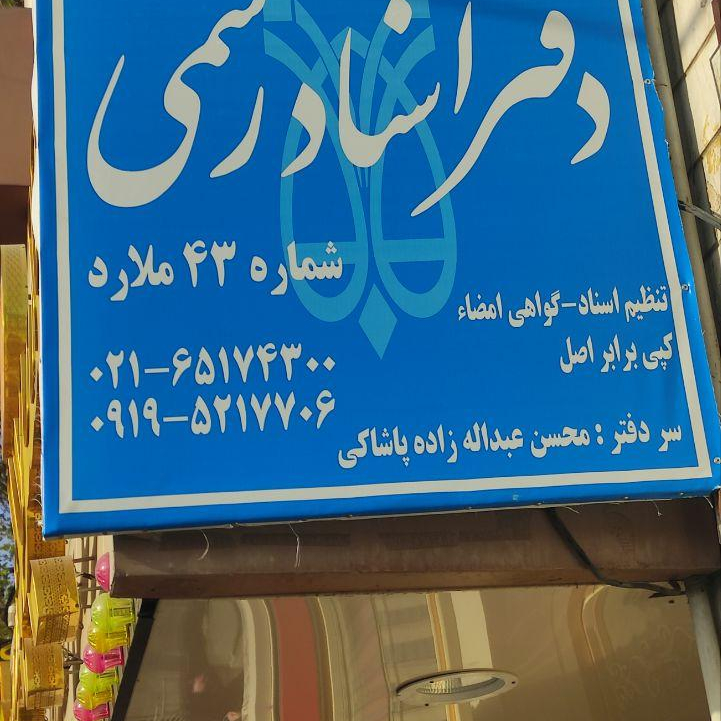 دفتر اسناد رسمی
شماره ۴۳ ملارد
تنظیم اسناد-گواهی امضاء
کپی برابر اصل
۰۲۱-۶۵۱۷۴۳۰۰
۰۹۱۹-۵۲۱۷۷۰۶
سر دفتر : محسن عبداله زاده پاشاکی